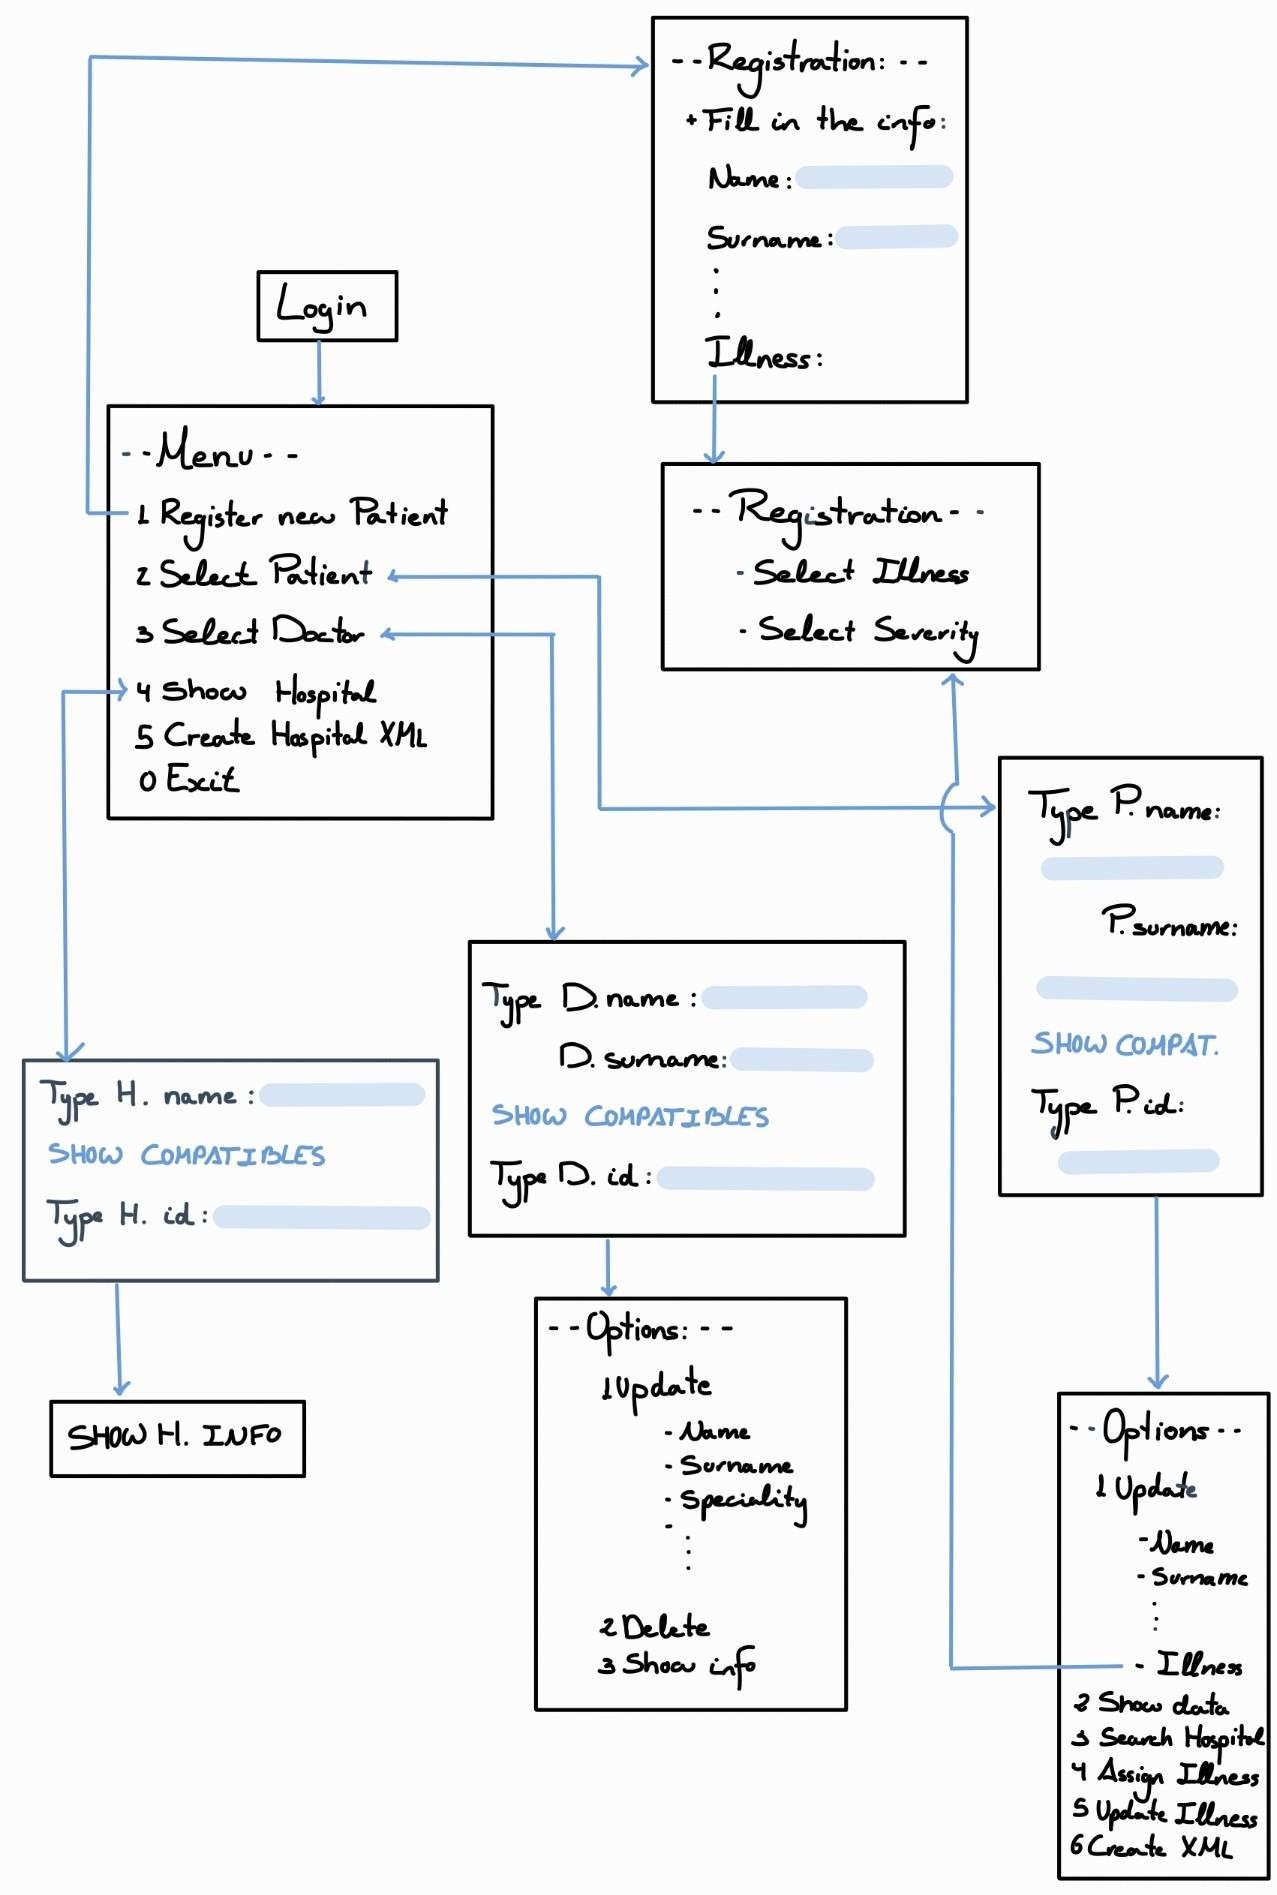 --Registration:--
+ Fill in the info:
Name:
Surname:
Illness:
Login
--Menu--
1 Register new Patient
2 Select Patient
3 Select Doctor
4 Show Hospital
5 Create Hospital XML
0 Exit
--Registration--
- Select Illness
- Select Severity
Type P. name:
P. surname:
SHOW COMPAT.
Type P. id:
Type D. name:
D. surname:
SHOW COMPATIBLES
Type D. id:
Type H. name:
SHOW COMPATIBLES
Type H. id:
SHOW H. INFO
--Options:--
1 Update
- Name
- Surname
- Speciality
-
2 Delete
3 Show info
--Options--
1 Update
- Name
- Surname
- Illness
2 Show data
3 Search Hospital
4 Assign Illness
5 Update Illness
6 Create XML